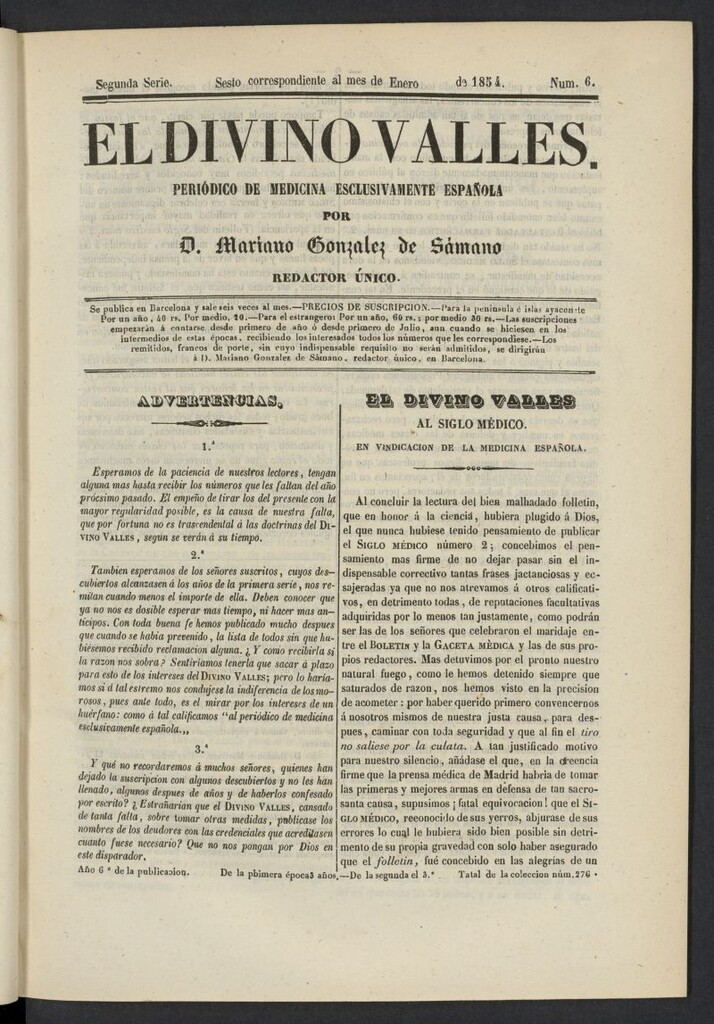 Segunda Serie. Sesto correspondiente al mes de Enero de 1854. Num. 6.
EL DIVINO VALLES.
PERIÓDICO DE MEDICINA ESCLUSIVAMENTE ESPAÑOLA
POR
D. Mariano Gonzalez de Sámano
REDACTOR ÚNICO.
Se publica en Barcelona y sale seis veces al mes.—PRECIOS DE SUSCRIPCION.—Para la península é islas ayacente
Por un año, 40 rs. Por medio, 20.—Para el estrangero: Por un año, 60 rs.; por medio 30 rs.—Las suscripciones
empezarán á contarse desde primero de año ó desde primero de Julio, aun cuando se hiciesen en los
intermedios de estas épocas, recibiendo los interesados todos los números que les correspondiese.—Los
remitidos, francos de porte, sin cuyo indispensable requisito no serán admitidos, se dirigirán
á D. Mariano Gonzalez de Sámano, redactor único, en Barcelona.
ADVERTENCIAS.
1.ª
Esperamos de la paciencia de nuestros lectores, tengan
alguna mas hasta recibir los números que les faltan del año
prócsimo pasado. El empeño de tirar los del presente con la
mayor regularidad posible, es la causa de nuestra falta,
que por fortuna no es trascendental á las doctrinas del DI-
VINO VALLES, segun se verán á su tiempo.
2.ª
Tambien esperamos de los señores suscritos, cuyos des-
cubiertos alcanzasen á los años de la primera serie, nos re-
mitan cuando menos el importe de ella. Deben conocer que
ya no nos es dosible esperar mas tiempo, ni hacer mas an-
ticipos. Con toda buena fe hemos publicado mucho despues
que cuando se habia prevenido, la lista de todos sin que hu-
biésemos recibido reclamacion alguna. ¿Y como recibirla si
la razon nos sobra? Sentiriamos tenerla que sacar á plazo
para esto de los intereses del DIVINO VALLES; pero lo haria-
mos si á tal estremo nos condujese la indiferencia de los mo-
rosos, pues ante todo, es el mirar por los intereses de un
huérfano: como á tal calificamos "al periódico de medicina
esclusivamente española.,,
3.ª
Y qué no recordaremos á muchos señores, quienes han
dejado la suscripcion con algunos descubiertos y no les han
llenado, algunos despues de años y de haberlos confesado
por escrito? ¿Estrañarian que el DIVINO VALLES, cansado
de tanta falta, sobre tomar otras medidas, publicase los
nombres de los deudores con las credenciales que acreditasen
cuanto fuese necesario? Que no nos pongan por Dios en
este disparador.
EL DIVINO VALLES
AL SIGLO MÉDICO.
EN VINDICACION DE LA MEDICINA ESPAÑOLA.
Al concluir la lectura del bien malhadado folletin,
que en honor á la ciencia, hubiera plugido á Dios,
el que nunca hubiese tenido pensamiento de publicar
el SIGLO MÉDICO número 2; concebimos el pen-
samiento mas firme de no dejar pasar sin el in-
dispensable correctivo tantas frases jactanciosas y ec-
sajeradas ya que no nos atrevamos á otros calificati-
vos, en detrimento todas, de reputaciones facultativas
adquiridas por lo menos tan justamente, como podrán
ser las de los señores que celebraron el maridaje en-
tre el BOLETIN y la GACETA MÉDICA y las de sus pro-
pios redactores. Mas detuvimos por el pronto nuestro
natural fuego, como le hemos detenido siempre que
saturados de razon, nos hemos visto en la precision
de acometer: por haber querido primero convencernos
á nosotros mismos de nuestra justa causa, para des-
pues, caminar con toda seguridad y que al fin el tiro
no saliese por la culata. A tan justificado motivo
para nuestro silencio, añádase el que, en la creencia
firme que la prensa médica de Madrid habria de tomar
las primeras y mejores armas en defensa de tan sacro-
santa causa, supusimos ¡fatal equivocacion! que el SI-
GLO MÉDICO, reconocido de sus yerros, abjurase de sus
errores lo cual le hubiera sido bien posible sin detri-
mento de su propia gravedad con solo haber asegurado
que el folletin, fué concebido en las alegrias de un
Año 6º de la publicacion. De la pbimera época 3 años.—De la segunda el 3.º Tatal de la coleccion núm. 276.